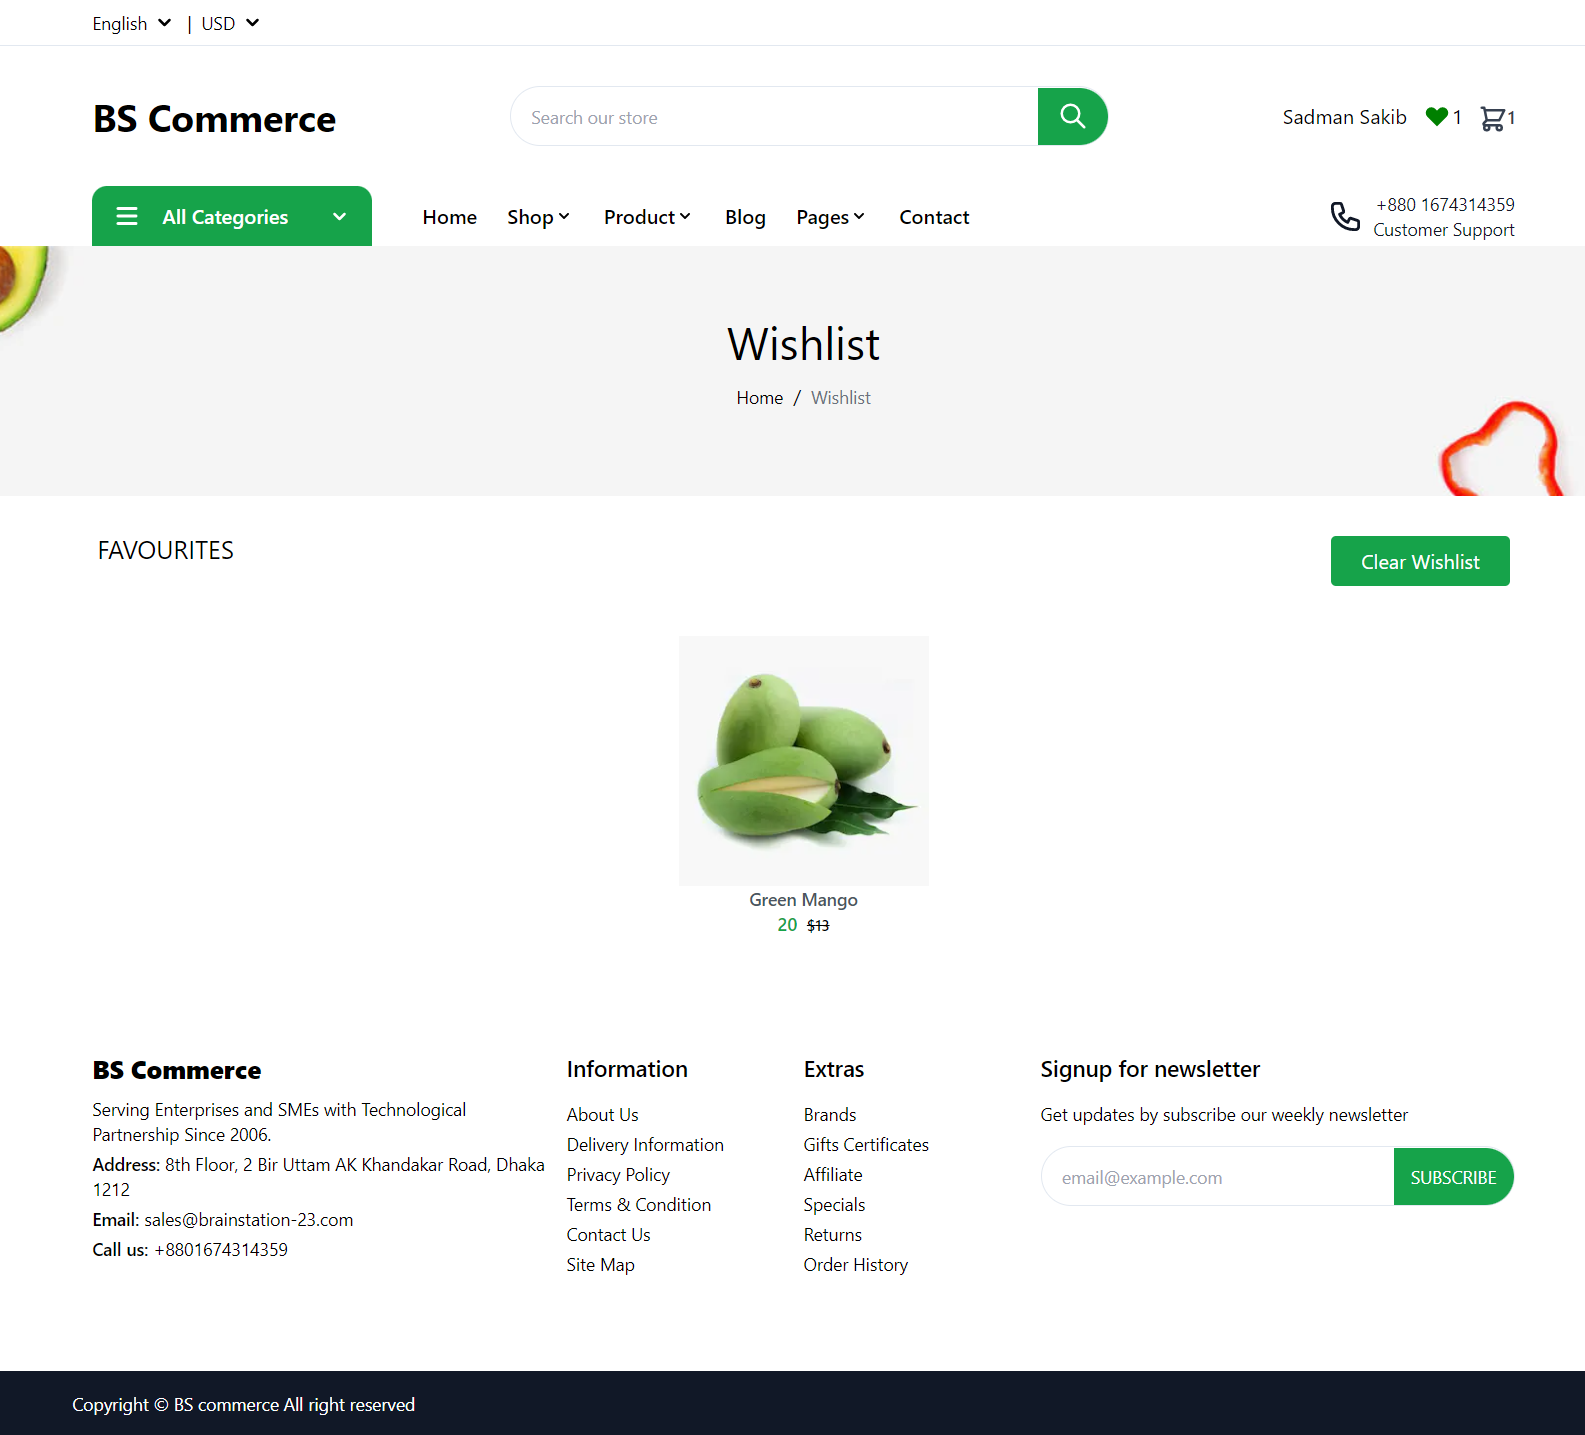 English | USD
BS Commerce
Search our store
Sadman Sakib 1 1
All Categories
Home Shop Product Blog Pages Contact
+880 1674314359
Customer Support
Wishlist
Home / Wishlist
FAVOURITES
Clear Wishlist
Green Mango
20 $13
BS Commerce
Serving Enterprises and SMEs with Technological
Partnership Since 2006.
Address: 8th Floor, 2 Bir Uttam AK Khandakar Road, Dhaka
1212
Email: sales@brainstation-23.com
Call us: +8801674314359
Information
About Us
Delivery Information
Privacy Policy
Terms & Condition
Contact Us
Site Map
Extras
Brands
Gifts Certificates
Affiliate
Specials
Returns
Order History
Signup for newsletter
Get updates by subscribe our weekly newsletter
email@example.com
SUBSCRIBE
Copyright © BS commerce All right reserved